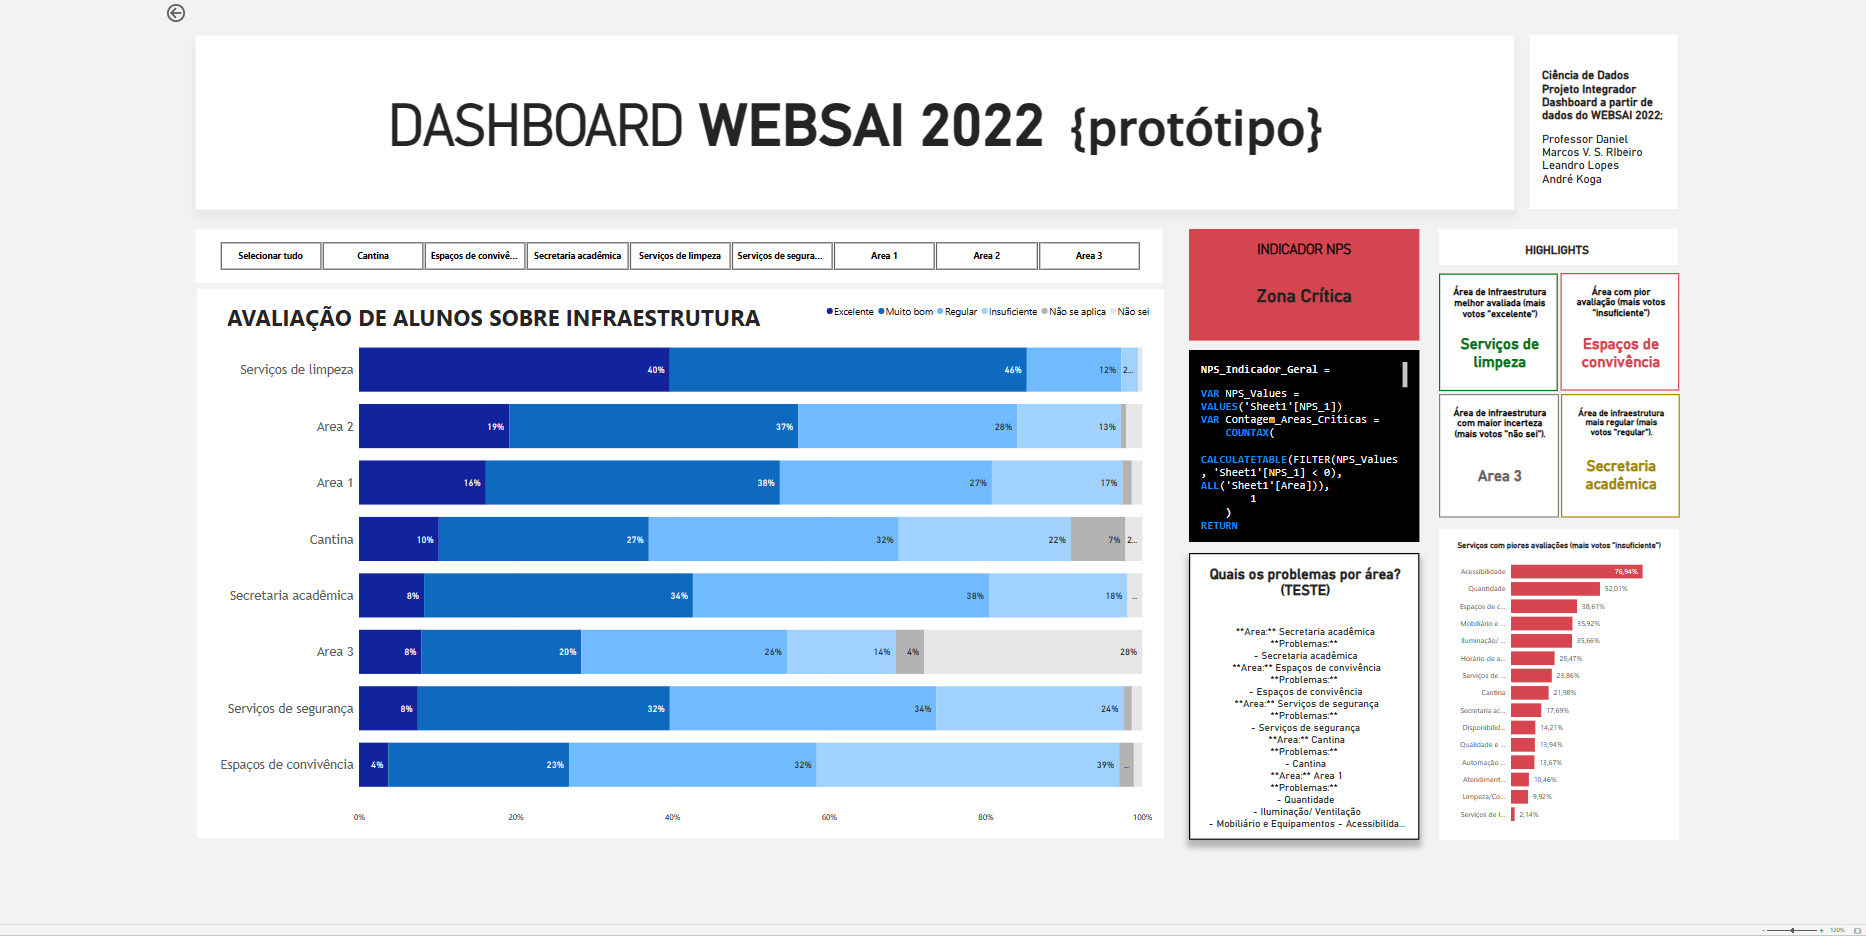 DASHBOARD WEBSAI 2022 {protótipo}
Ciência de Dados
Projeto Integrador
Dashboard a partir de
dados do WEBSAI 2022;
Professor Daniel
Marcos V. S. RIbeiro
Leandro Lopes
André Koga
Selecionar tudo
Cantina
Espaços de convivê...
Secretaria acadêmica
Serviços de limpeza
Serviços de segura...
Area 1
Area 2
Area 3
AVALIAÇÃO DE ALUNOS SOBRE INFRAESTRUTURA
Excelente Muito bom Regular Insuficiente Não se aplica Não sei
Serviços de limpeza 40% 46% 12% 2...
Area 2 19% 37% 28% 13%
Area 1 16% 38% 27% 17%
Cantina 10% 27% 32% 22% 7% 2...
Secretaria acadêmica 8% 34% 38% 18% ...
Area 3 8% 20% 26% 14% 4% 28%
Serviços de segurança 8% 32% 34% 24%
Espaços de convivência 4% 23% 32% 39% ...
0% 20% 40% 60% 80% 100%
INDICADOR NPS
Zona Crítica
NPS_Indicador_Geral =
VAR NPS_Values =
VALUES('Sheet1'[NPS_1])
VAR Contagem_Areas_Criticas =
COUNTAX(
CALCULATETABLE(FILTER(NPS_Values
, 'Sheet1'[NPS_1] < 0),
ALL('Sheet1'[Area])),
1
)
RETURN
Quais os problemas por área?
(TESTE)
**Area:** Secretaria acadêmica
**Problemas:**
- Secretaria acadêmica
**Area:** Espaços de convivência
**Problemas:**
- Espaços de convivência
**Area:** Serviços de segurança
**Problemas:**
- Serviços de segurança
**Area:** Cantina
**Problemas:**
- Cantina
**Area:** Area 1
**Problemas:**
- Quantidade
- Iluminação/ Ventilação
- Mobiliário e Equipamentos - Acessibilida...
HIGHLIGHTS
Área de Infraestrutura
melhor avaliada (mais
votos "excelente")
Serviços de
limpeza
Área com pior
avaliação (mais votos
"insuficiente")
Espaços de
convivência
Área de infraestrutura
com maior incerteza
(mais votos "não sei").
Area 3
Área de infraestrutura
mais regular (mais
votos "regular").
Secretaria
acadêmica
Serviços com piores avaliações (mais votos "insuficiente")
Acessibilidade 76,94%
Quantidade 52,01%
Espaços de c... 38,61%
Mobiliário e ... 35,92%
Iluminação/ ... 35,66%
Horário de a... 25,47%
Serviços de ... 23,86%
Cantina 21,98%
Secretaria ac... 17,69%
Disponibilid... 14,21%
Qualidade e ... 13,94%
Automação ... 13,67%
Atendiment... 10,46%
Limpeza/Co... 9,92%
Serviços de l... 2,14%
- + 120%